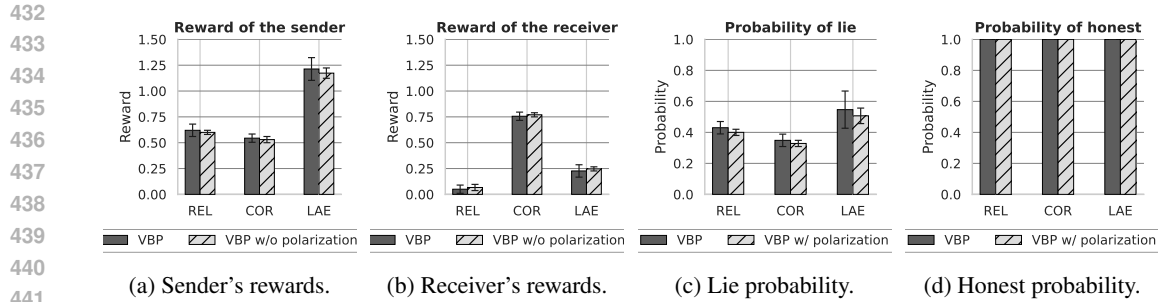 432
433
434
435
436
437
438
439
440
441
Reward of the sender
Reward
1.50
1.25
1.00
0.75
0.50
0.25
0.00
REL COR LAE
VBP VBP w/o polarization
(a) Sender's rewards.
Reward of the receiver
Reward
1.50
1.25
1.00
0.75
0.50
0.25
0.00
REL COR LAE
VBP VBP w/o polarization
(b) Receiver's rewards.
Probability of lie
Probability
1.0
0.8
0.6
0.4
0.2
0.0
REL COR LAE
VBP VBP w/ polarization
(c) Lie probability.
Probability of honest
Probability
1.0
0.8
0.6
0.4
0.2
0.0
REL COR LAE
VBP VBP w/ polarization
(d) Honest probability.